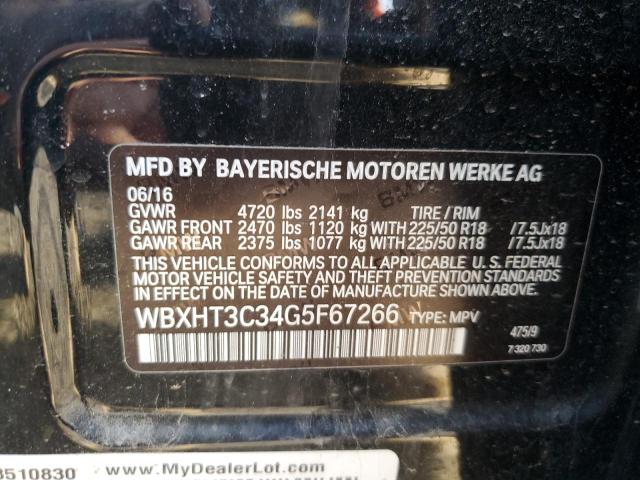 MFD BY BAYERISCHE MOTOREN WERKE AG
06/16
GVWR 4720 lbs 2141 kg TIRE / RIM
GAWR FRONT 2470 lbs 1120 kg WITH 225/50 R18 /7.5Jx18
GAWR REAR 2375 lbs 1077 kg WITH 225/50 R18 /7.5Jx18
THIS VEHICLE CONFORMS TO ALL APPLICABLE U. S. FEDERAL
MOTOR VEHICLE SAFETY AND THEFT PREVENTION STANDARDS
IN EFFECT ON THE DATE OF MANUFACTURE SHOWN ABOVE.
WBXHT3C34G5F67266 TYPE: MPV
475/9
7 320 730
8510830 www.MyDealerLot.com